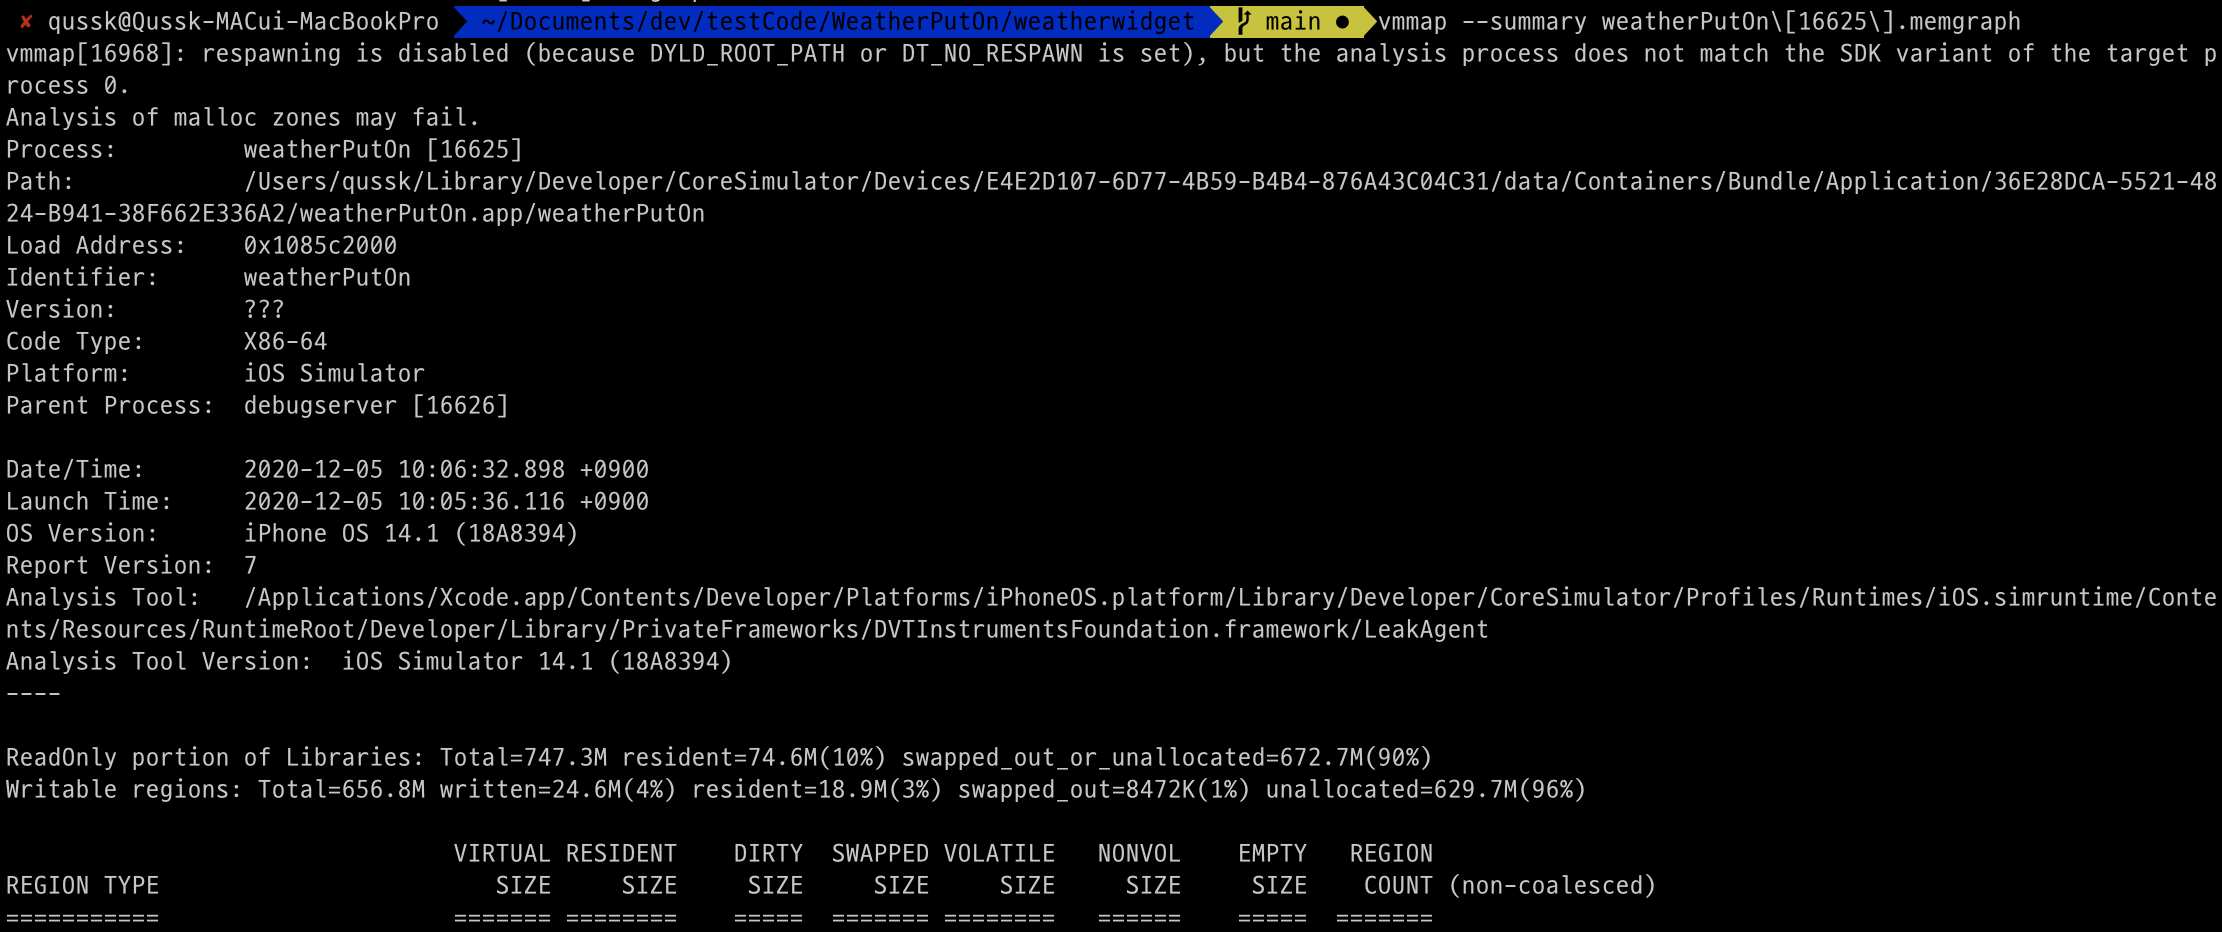 ✘ qussk@Qussk-MACui-MacBookPro ~/Documents/dev/testCode/WeatherPutOn/weatherwidget main ● vmmap --summary weatherPutOn\[16625\].memgraph
vmmap[16968]: respawning is disabled (because DYLD_ROOT_PATH or DT_NO_RESPAWN is set), but the analysis process does not match the SDK variant of the target p
rocess 0.
Analysis of malloc zones may fail.
Process:         weatherPutOn [16625]
Path:            /Users/qussk/Library/Developer/CoreSimulator/Devices/E4E2D107-6D77-4B59-B4B4-876A43C04C31/data/Containers/Bundle/Application/36E28DCA-5521-48
24-B941-38F662E336A2/weatherPutOn.app/weatherPutOn
Load Address:    0x1085c2000
Identifier:      weatherPutOn
Version:         ???
Code Type:       X86-64
Platform:        iOS Simulator
Parent Process:  debugserver [16626]

Date/Time:       2020-12-05 10:06:32.898 +0900
Launch Time:     2020-12-05 10:05:36.116 +0900
OS Version:      iPhone OS 14.1 (18A8394)
Report Version:  7
Analysis Tool:   /Applications/Xcode.app/Contents/Developer/Platforms/iPhoneOS.platform/Library/Developer/CoreSimulator/Profiles/Runtimes/iOS.simruntime/Conte
nts/Resources/RuntimeRoot/Developer/Library/PrivateFrameworks/DVTInstrumentsFoundation.framework/LeakAgent
Analysis Tool Version:  iOS Simulator 14.1 (18A8394)
----

ReadOnly portion of Libraries: Total=747.3M resident=74.6M(10%) swapped_out_or_unallocated=672.7M(90%)
Writable regions: Total=656.8M written=24.6M(4%) resident=18.9M(3%) swapped_out=8472K(1%) unallocated=629.7M(96%)

                                VIRTUAL RESIDENT    DIRTY  SWAPPED VOLATILE   NONVOL    EMPTY   REGION
REGION TYPE                        SIZE     SIZE     SIZE     SIZE     SIZE     SIZE     SIZE    COUNT (non-coalesced)
===========                     ======= ========    =====  ======= ========   ======    =====  =======